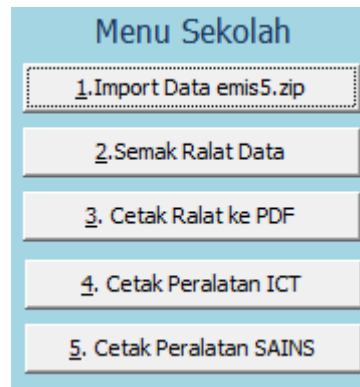 Menu Sekolah
1.Import Data emis5.zip
2.Semak Ralat Data
3. Cetak Ralat ke PDF
4. Cetak Peralatan ICT
5. Cetak Peralatan SAINS